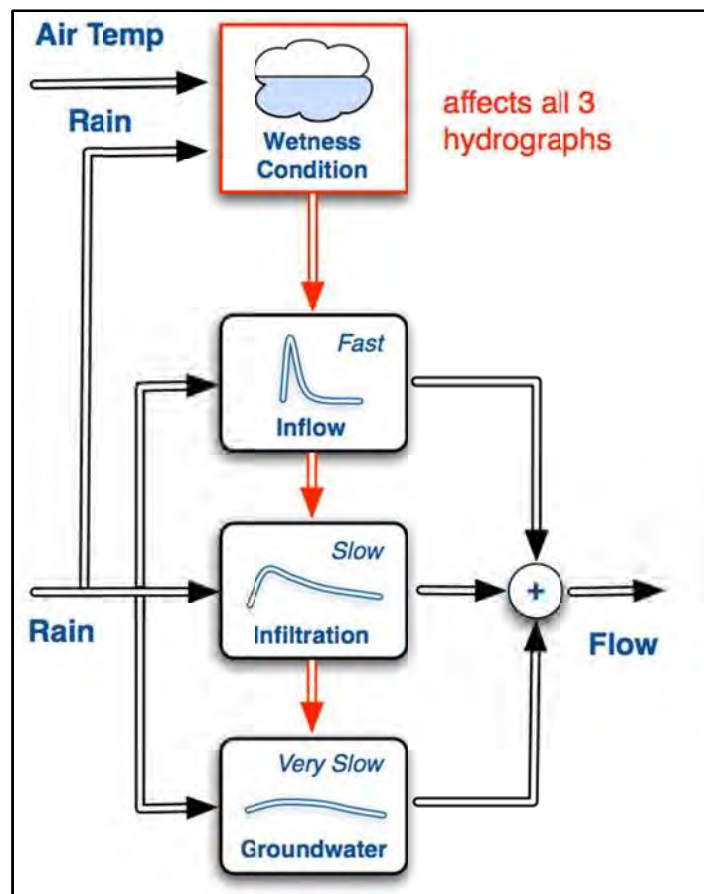 Air Temp
Rain
Wetness
Condition
affects all 3
hydrographs
Fast
Inflow
Slow
Infiltration
Rain
+
Flow
Very Slow
Groundwater